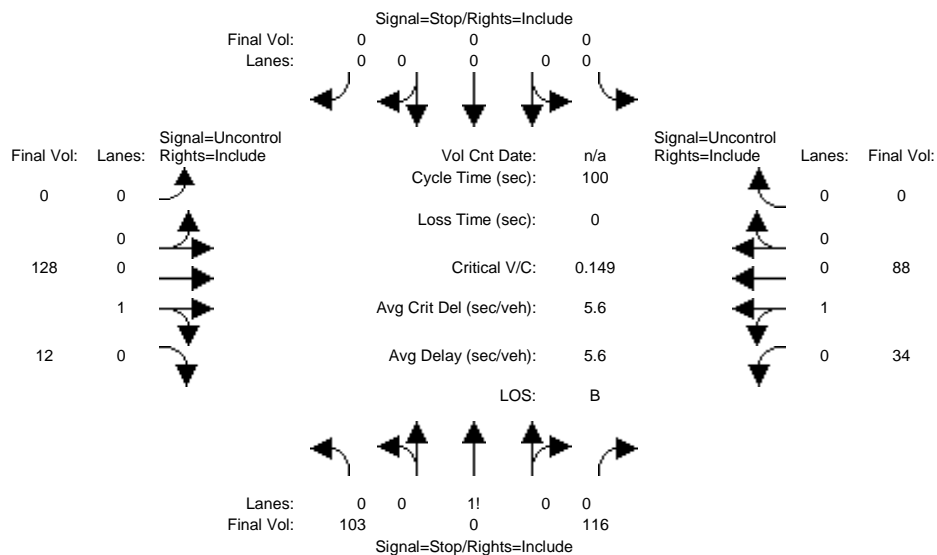 Signal=Stop/Rights=Include
Final Vol: 0 0 0
Lanes: 0 0 0 0 0
Signal=Uncontrol Signal=Uncontrol
Final Vol: Lanes: Rights=Include Vol Cnt Date: n/a Rights=Include Lanes: Final Vol:
Cycle Time (sec): 100
0 0 0 0
Loss Time (sec): 0
0 0
128 0 Critical V/C: 0.149 0 88
1 Avg Crit Del (sec/veh): 5.6 1
12 0 Avg Delay (sec/veh): 5.6 0 34
LOS: B
Lanes: 0 0 1! 0 0
Final Vol: 103 0 116
Signal=Stop/Rights=Include